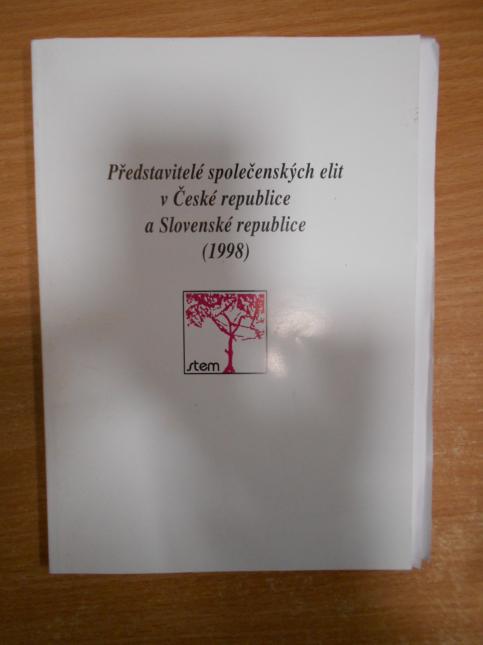 Představitelé společenských elit
v České republice
a Slovenské republice
(1998)
stem